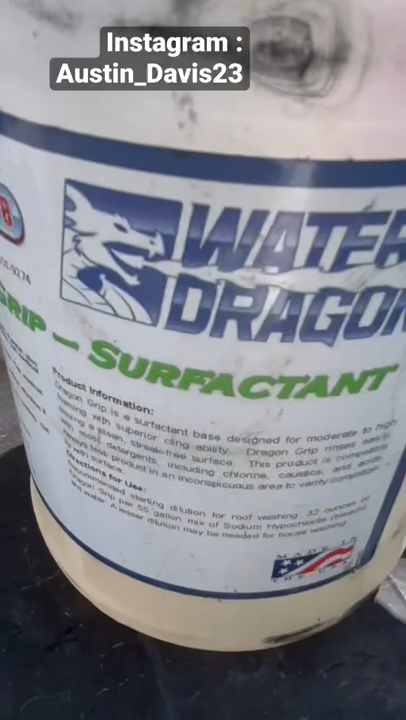 Instagram :
Austin_Davis23
WATER
DRAGON
GRIP – SURFACTANT
Product Information:
Dragon Grip is a surfactant base designed for moderate to high
foaming with superior cling ability. Dragon Grip rinses easily
leaving a clean, streak-free surface. This product is compatible
with most detergents, including chlorine, caustics, and acids.
Always test product in an inconspicuous area to verify compatibility
with surface.
Directions for Use:
Recommended starting dilution for roof washing: 32 ounces of
Dragon Grip per 55 gallon mix of Sodium Hypochlorite (bleach)
and water. A lesser dilution may be needed for house washing.
MADE IN
THE USA